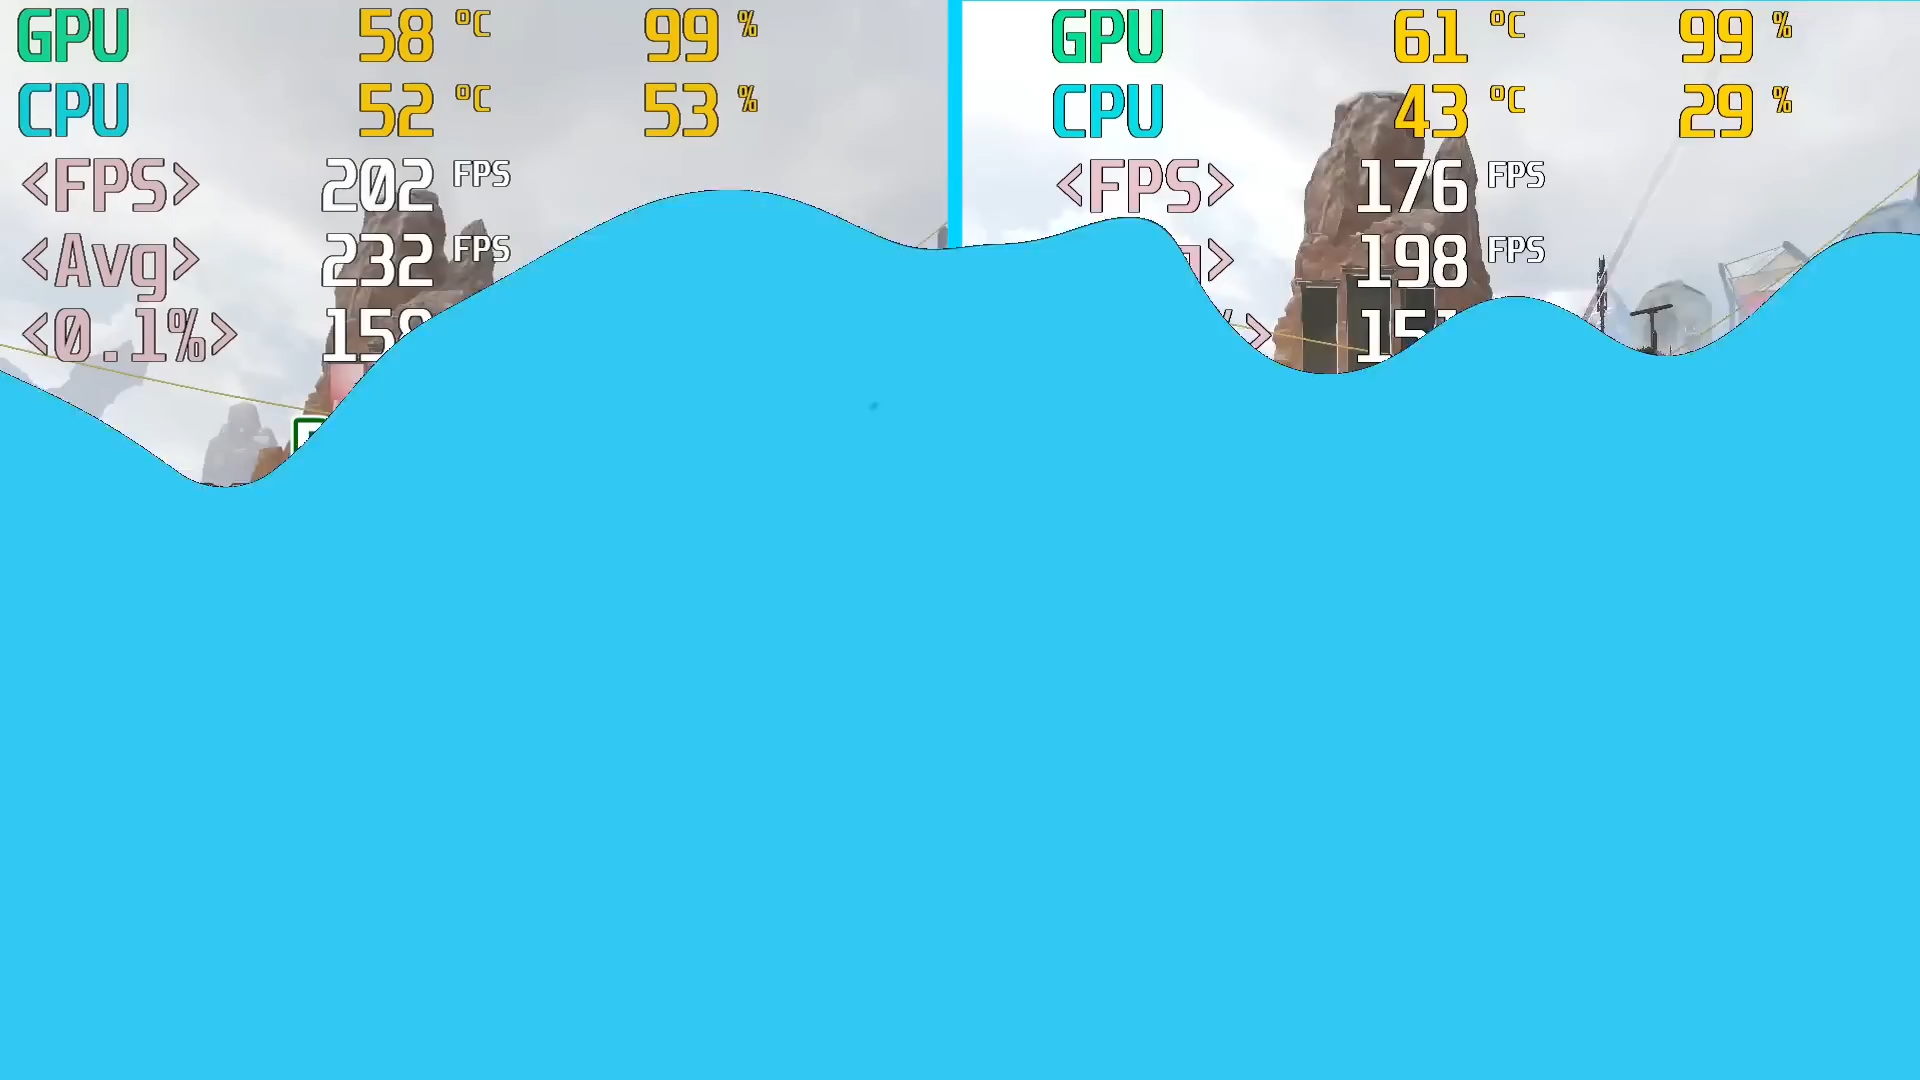 GPU 58 °C 99 %
CPU 52 °C 53 %
<FPS> 202 FPS
<Avg> 232 FPS
<0.1%>
GPU 61 °C 99 %
CPU 43 °C 29 %
<FPS> 176 FPS
198 FPS